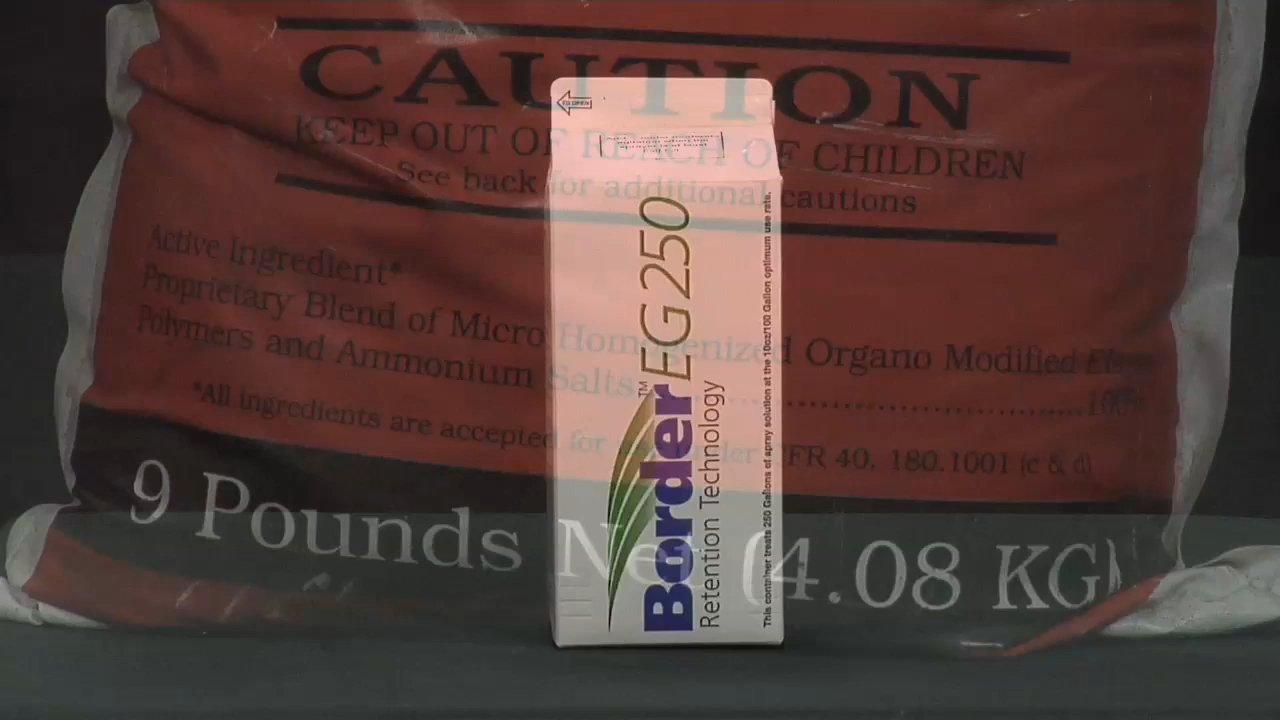 CAUTION
KEEP OUT OF REACH OF CHILDREN
See back for additional cautions
Active Ingredient*
Proprietary Blend of Micro Homogenized Organo Modified
Polymers and Ammonium Salts
*All ingredients are accepted for under CFR 40. 180.1001 (c & d)
9 Pounds Net (4.08 KG)
TO OPEN
Border™ EG 250
Retention Technology
This container treats 250 Gallons of spray solution at the 10oz/100 Gallon optimum use rate.